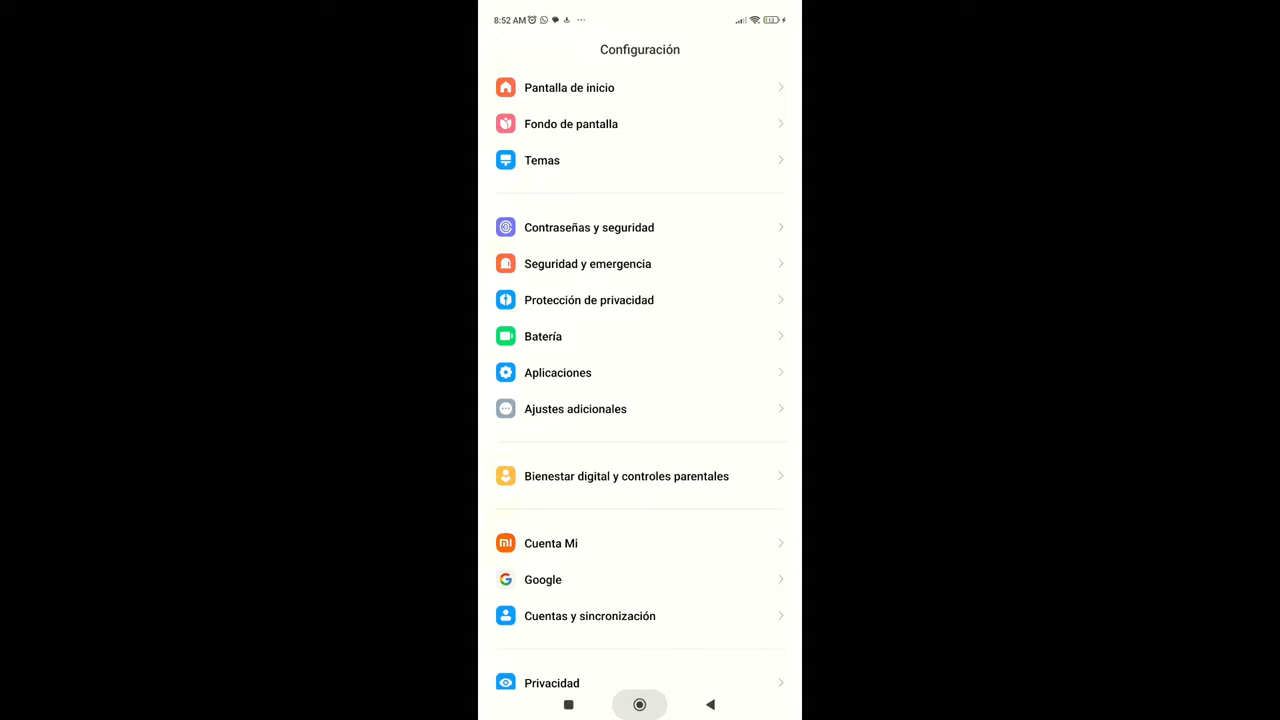 8:52 AM
13
Configuración
Pantalla de inicio
Fondo de pantalla
Temas
Contraseñas y seguridad
Seguridad y emergencia
Protección de privacidad
Batería
Aplicaciones
Ajustes adicionales
Bienestar digital y controles parentales
Cuenta Mi
Google
Cuentas y sincronización
Privacidad